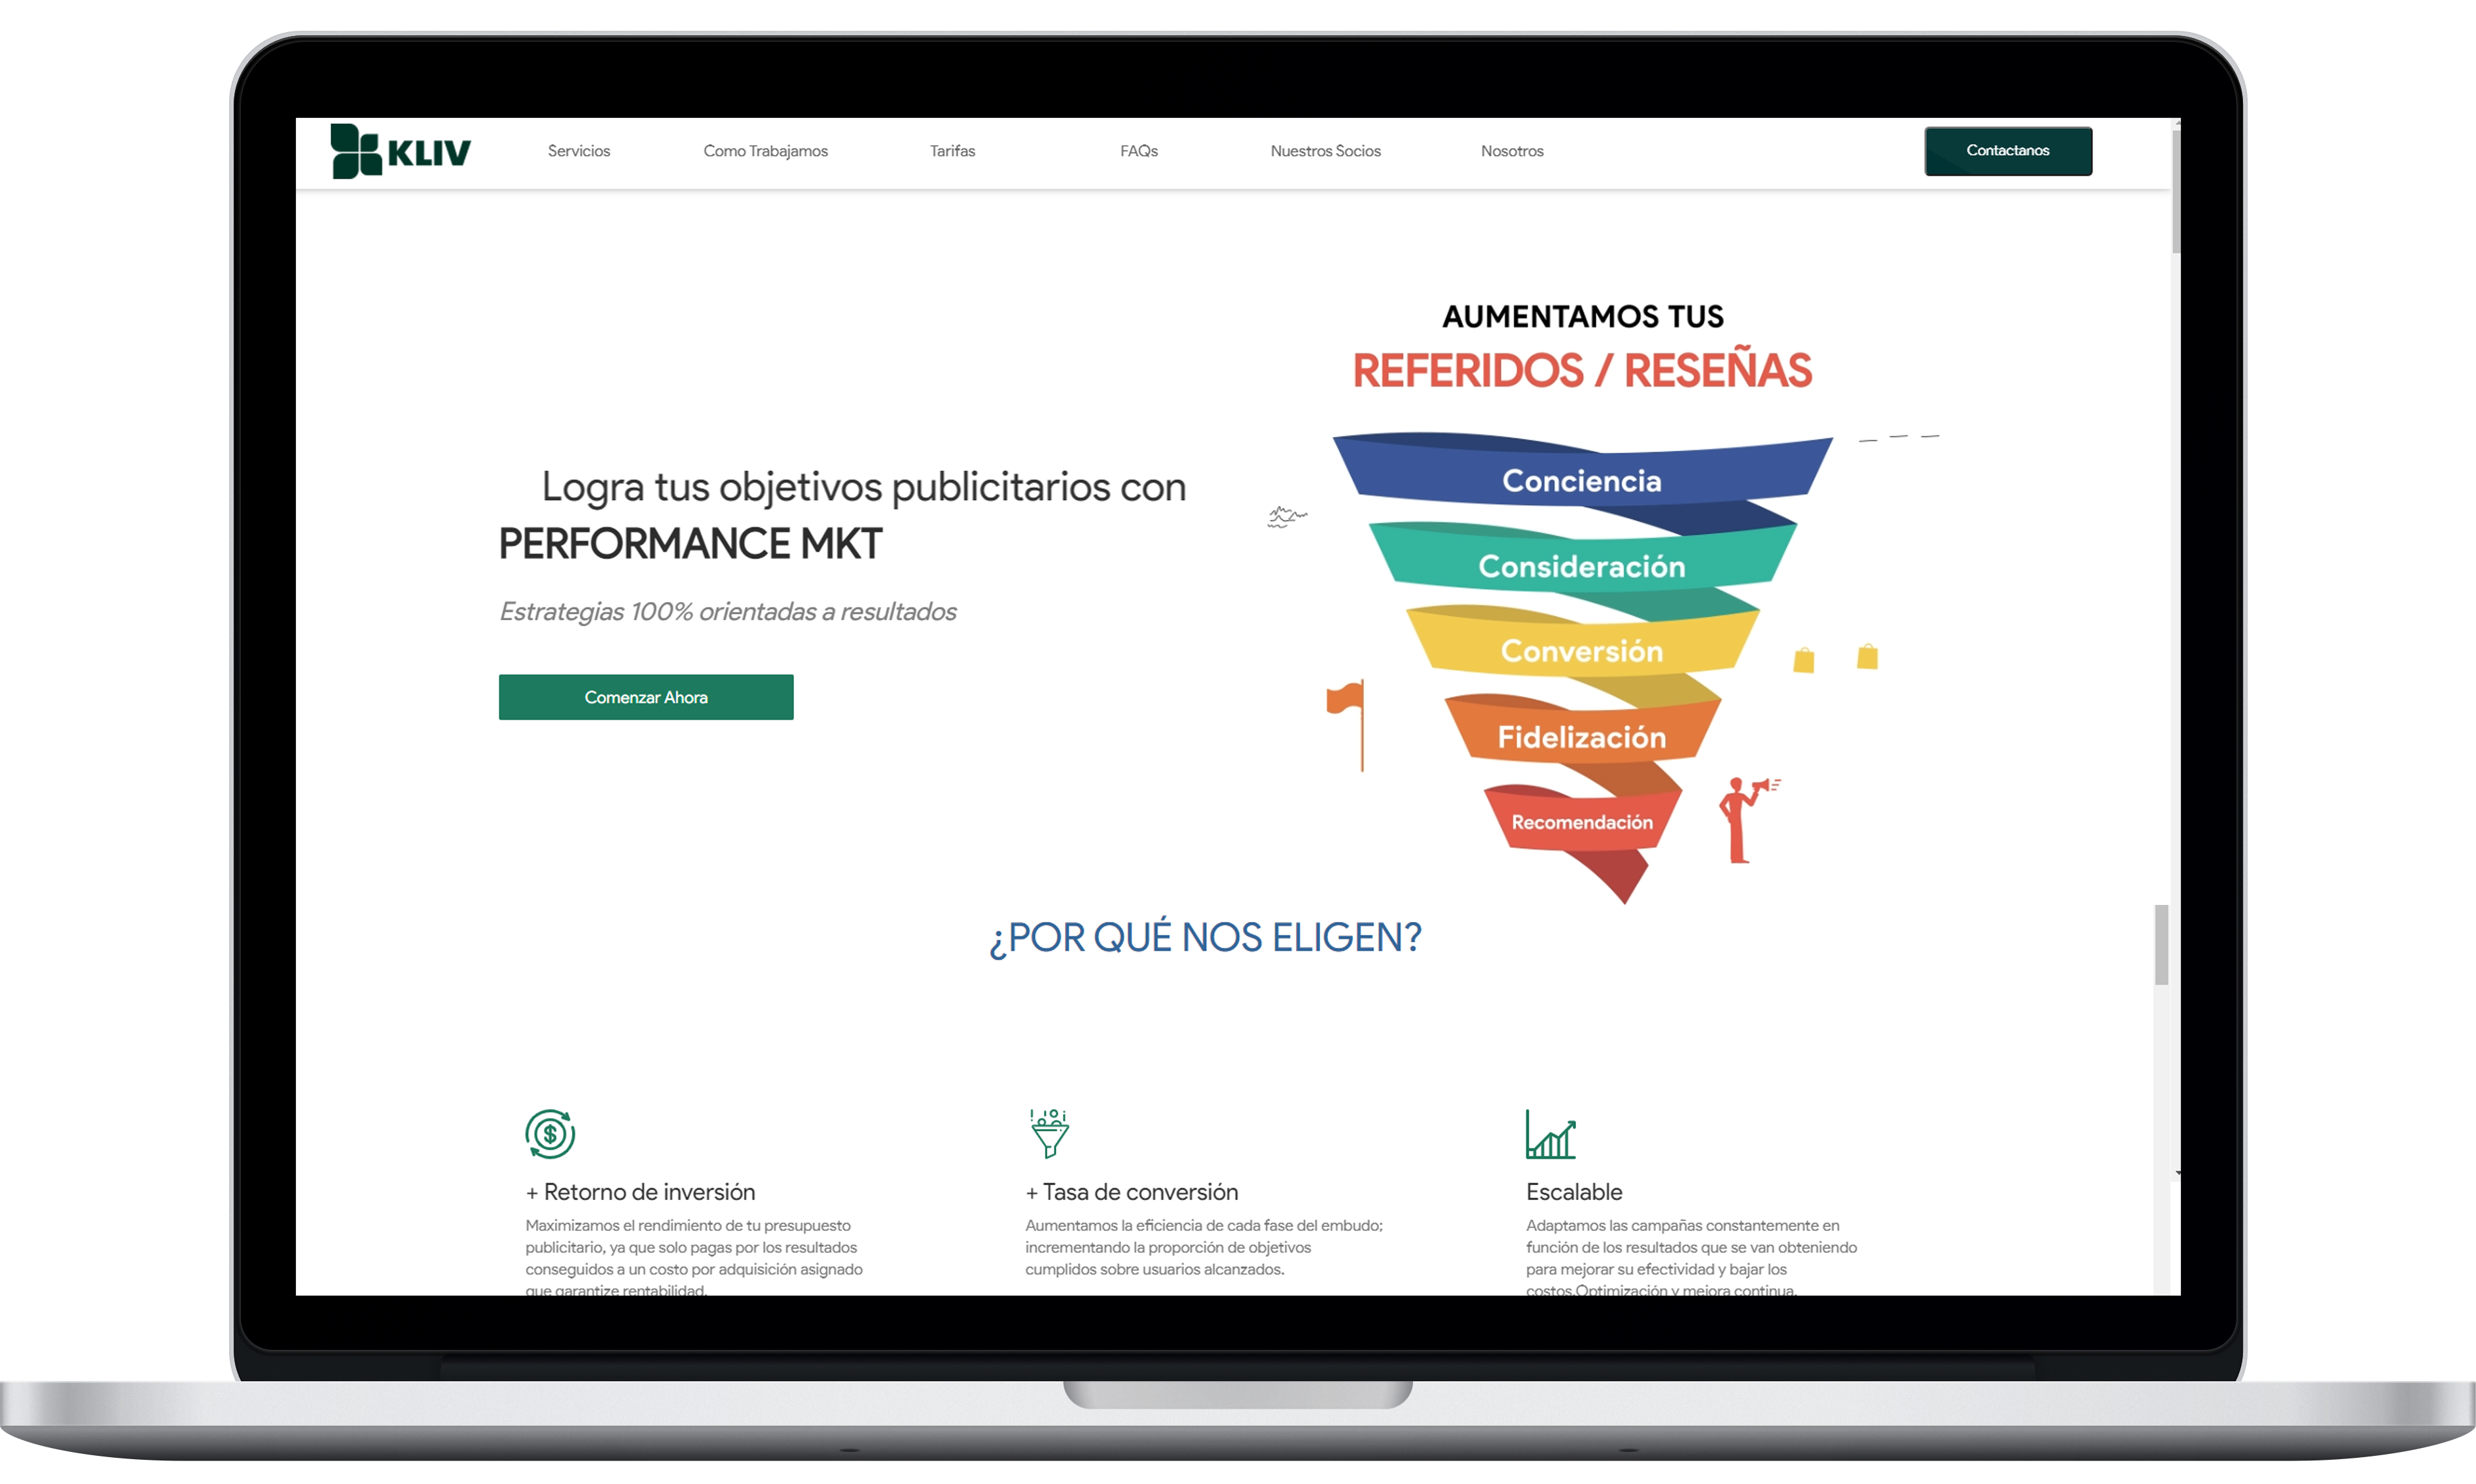 KLIV
Servicios
Como Trabajamos
Tarifas
FAQs
Nuestros Socios
Nosotros
Contactanos
Logra tus objetivos publicitarios con
PERFORMANCE MKT
Estrategias 100% orientadas a resultados
Comenzar Ahora
AUMENTAMOS TUS
REFERIDOS / RESEÑAS
Conciencia
Consideración
Conversión
Fidelización
Recomendación
¿POR QUÉ NOS ELIGEN?
+ Retorno de inversión
Maximizamos el rendimiento de tu presupuesto
publicitario, ya que solo pagas por los resultados
conseguidos a un costo por adquisición asignado
que garantize rentabilidad.
+ Tasa de conversión
Aumentamos la eficiencia de cada fase del embudo;
incrementando la proporción de objetivos
cumplidos sobre usuarios alcanzados.
Escalable
Adaptamos las campañas constantemente en
función de los resultados que se van obteniendo
para mejorar su efectividad y bajar los
costos.Optimización y mejora continua.